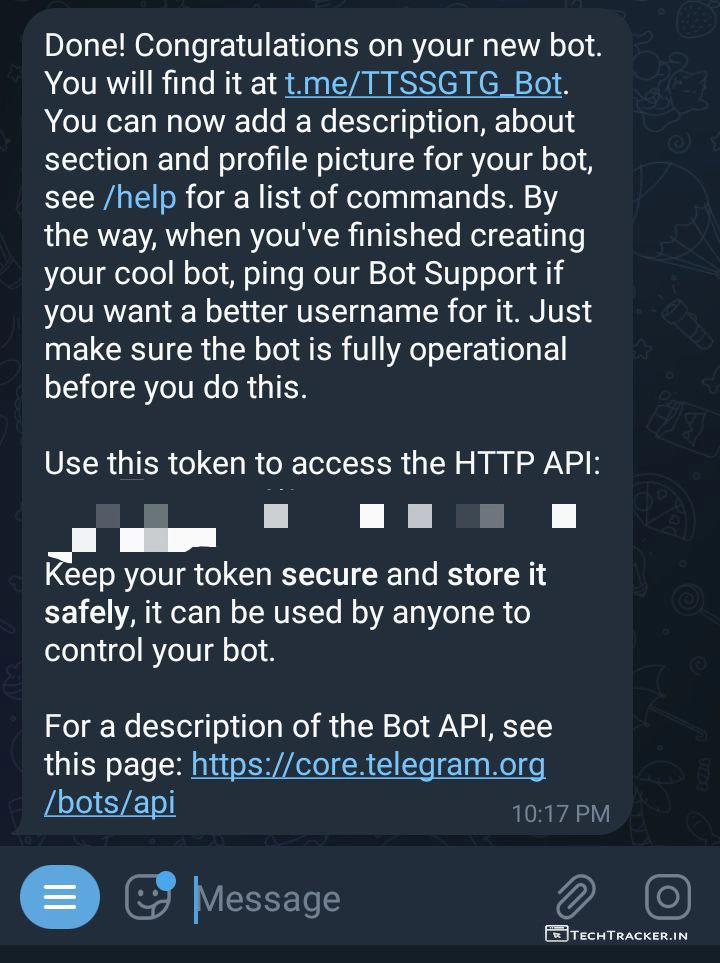 Done! Congratulations on your new bot.
You will find it at t.me/TTSSGTG_Bot.
You can now add a description, about
section and profile picture for your bot,
see /help for a list of commands. By
the way, when you've finished creating
your cool bot, ping our Bot Support if
you want a better username for it. Just
make sure the bot is fully operational
before you do this.
Use this token to access the HTTP API:
Keep your token secure and store it
safely, it can be used by anyone to
control your bot.
For a description of the Bot API, see
this page: https://core.telegram.org
/bots/api
10:17 PM
Message
TECHTRACKER.IN